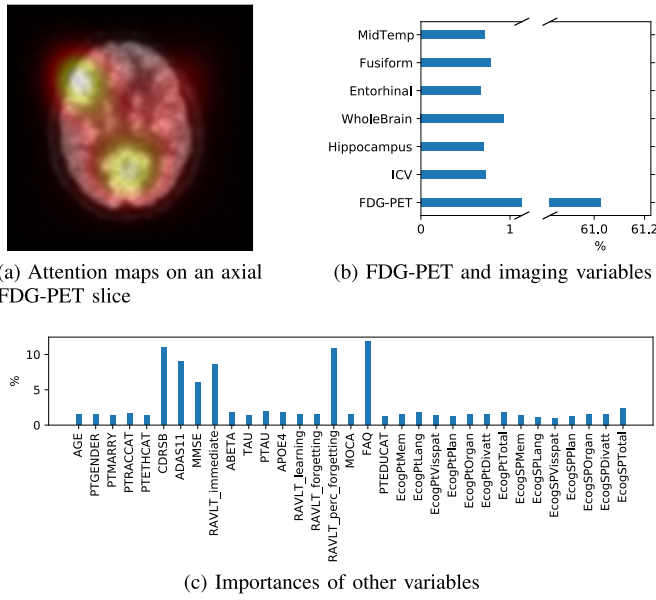 MidTemp
Fusiform
Entorhinal
WholeBrain
Hippocampus
ICV
FDG-PET
0 1 61.0 61.2
%
(a) Attention maps on an axial
FDG-PET slice
(b) FDG-PET and imaging variables
%
10
5
0
AGE
PTGENDER
PTMARRY
PTRACCAT
PTETHCAT
CDRSB
ADAS11
MMSE
RAVLT_immediate
ABETA
TAU
PTAU
APOE4
RAVLT_learning
RAVLT_forgetting
RAVLT_perc_forgetting
MOCA
FAQ
PTEDUCAT
EcogPtMem
EcogPtLang
EcogPtVisspat
EcogPtPlan
EcogPtOrgan
EcogPtDivatt
EcogPtTotal
EcogSPMem
EcogSPLang
EcogSPVisspat
EcogSPPlan
EcogSPOrgan
EcogSPDivatt
EcogSPTotal
(c) Importances of other variables